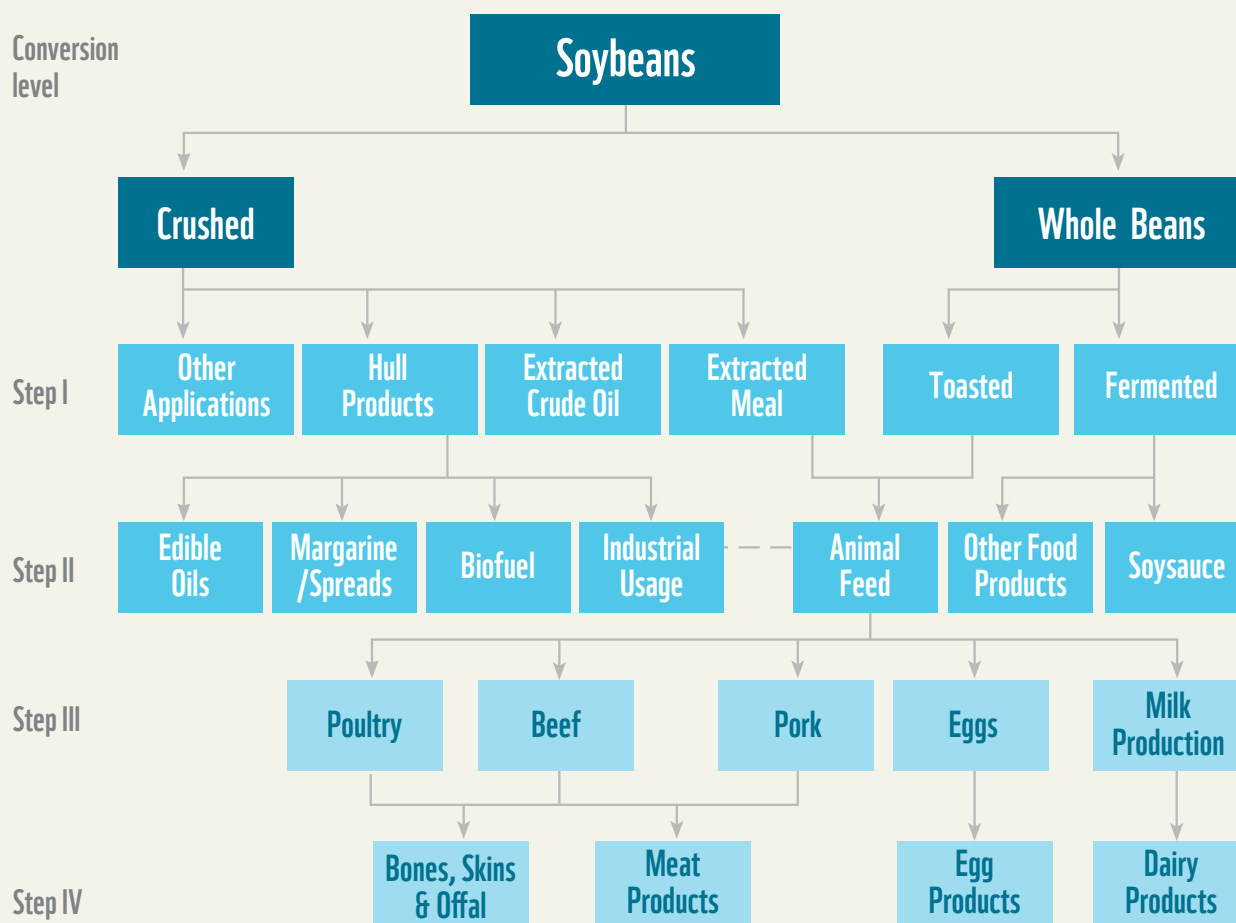 Conversion
level
Soybeans
Crushed
Whole Beans
Step I
Other
Applications
Hull
Products
Extracted
Crude Oil
Extracted
Meal
Toasted
Fermented
Step II
Edible
Oils
Margarine
/Spreads
Biofuel
Industrial
Usage
Animal
Feed
Other Food
Products
Soysauce
Step III
Poultry
Beef
Pork
Eggs
Milk
Production
Step IV
Bones, Skins
& Offal
Meat
Products
Egg
Products
Dairy
Products